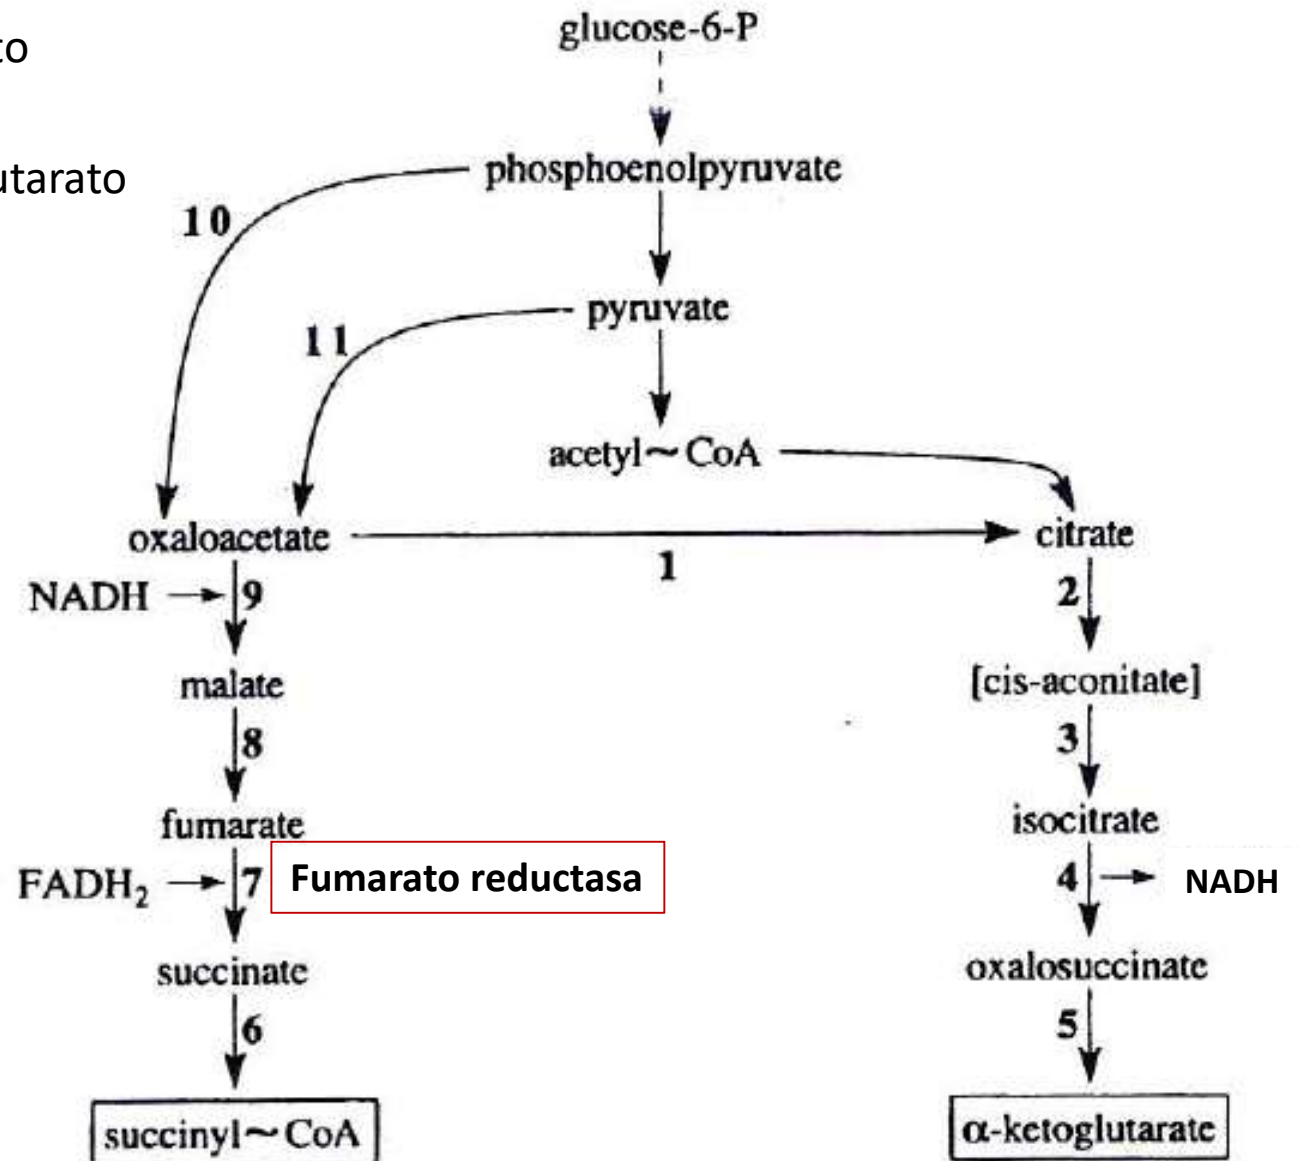 glucose-6-P
phosphoenolpyruvate
10
pyruvate
11
acetyl~CoA
oxaloacetate
1
citrate
NADH
9
2
malate
[cis-aconitate]
8
3
fumarate
isocitrate
FADH₂
7
Fumarato reductasa
4
NADH
succinate
oxalosuccinate
6
5
succinyl~CoA
α-ketoglutarate